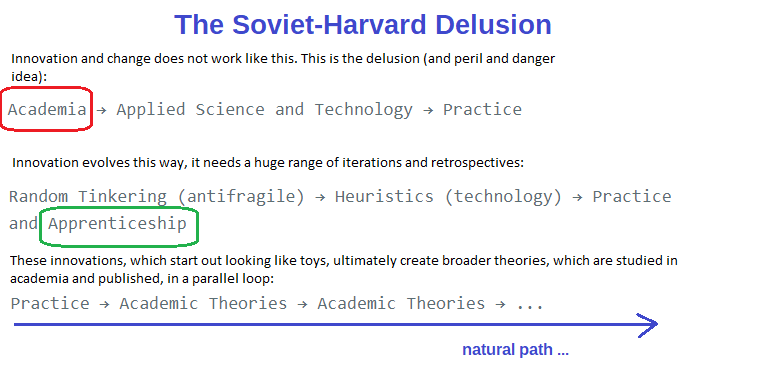 The Soviet-Harvard Delusion
Innovation and change does not work like this. This is the delusion (and peril and danger
idea):
Academia → Applied Science and Technology → Practice
Innovation evolves this way, it needs a huge range of iterations and retrospectives:
Random Tinkering (antifragile) → Heuristics (technology) → Practice
and Apprenticeship
These innovations, which start out looking like toys, ultimately create broader theories, which are studied in
academia and published, in a parallel loop:
Practice → Academic Theories → Academic Theories → ...
natural path ...